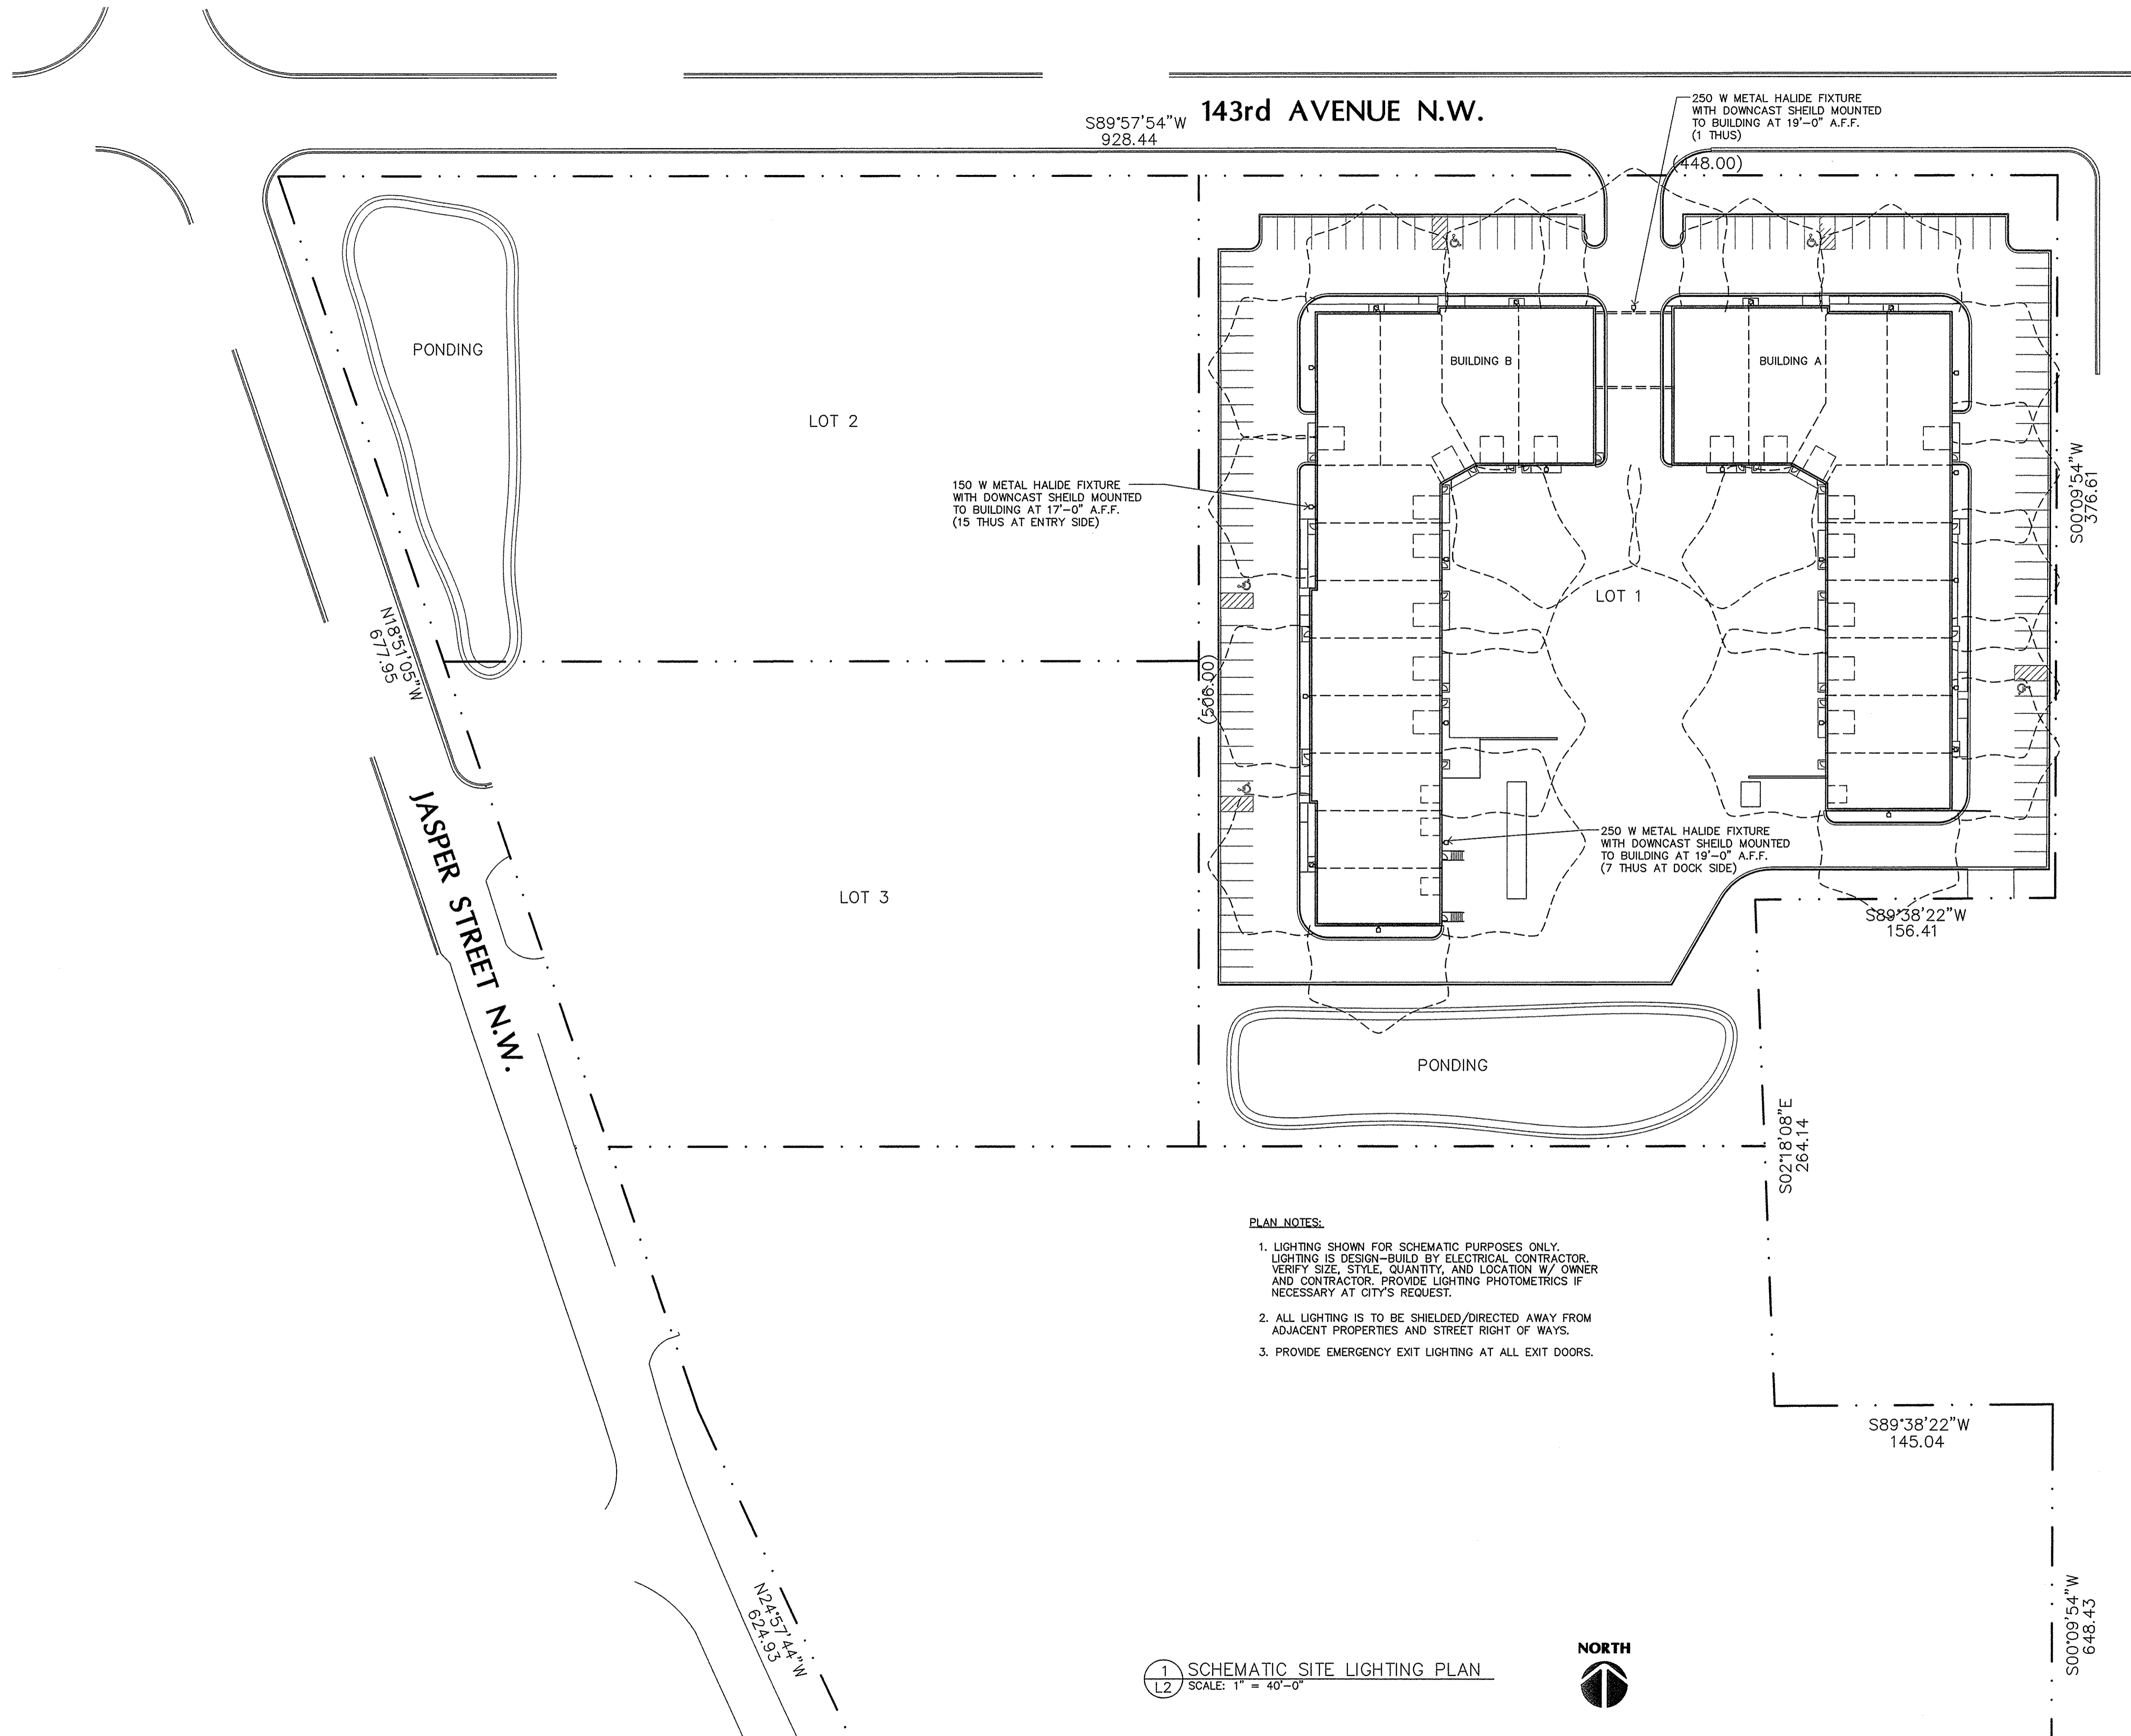 143rd AVENUE N.W.
S89°57'54"W
928.44
250 W METAL HALIDE FIXTURE
WITH DOWNCAST SHEILD MOUNTED
TO BUILDING AT 19'-0" A.F.F.
(1 THUS)
(448.00)
PONDING
LOT 2
BUILDING B
BUILDING A
150 W METAL HALIDE FIXTURE
WITH DOWNCAST SHEILD MOUNTED
TO BUILDING AT 17'-0" A.F.F.
(15 THUS AT ENTRY SIDE)
S00°09'54"W
376.61
LOT 1
N18°51'05"W
677.95
(506.00)
JASPER STREET N.W.
LOT 3
250 W METAL HALIDE FIXTURE
WITH DOWNCAST SHEILD MOUNTED
TO BUILDING AT 19'-0" A.F.F.
(7 THUS AT DOCK SIDE)
S89°38'22"W
156.41
PONDING
S02°18'08"E
264.14
PLAN NOTES:
1. LIGHTING SHOWN FOR SCHEMATIC PURPOSES ONLY.
LIGHTING IS DESIGN-BUILD BY ELECTRICAL CONTRACTOR.
VERIFY SIZE, STYLE, QUANTITY, AND LOCATION W/ OWNER
AND CONTRACTOR. PROVIDE LIGHTING PHOTOMETRICS IF
NECESSARY AT CITY'S REQUEST.
2. ALL LIGHTING IS TO BE SHIELDED/DIRECTED AWAY FROM
ADJACENT PROPERTIES AND STREET RIGHT OF WAYS.
3. PROVIDE EMERGENCY EXIT LIGHTING AT ALL EXIT DOORS.
S89°38'22"W
145.04
N24°57'44"W
624.93
S00°09'54"W
648.43
NORTH
1
L2
SCHEMATIC SITE LIGHTING PLAN
SCALE: 1" = 40'-0"